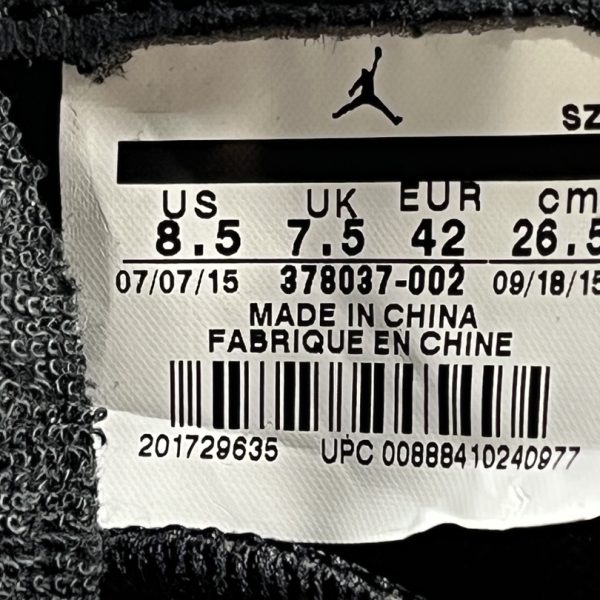 SZ
US UK EUR cm
8.5 7.5 42 26.5
07/07/15 378037-002 09/18/15
MADE IN CHINA
FABRIQUE EN CHINE
201729635 UPC 00888410240977